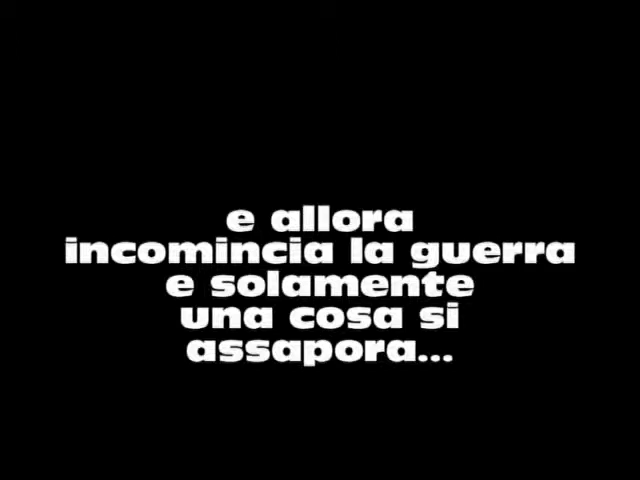 e allora
incomincia la guerra
e solamente
una cosa si
assapora...